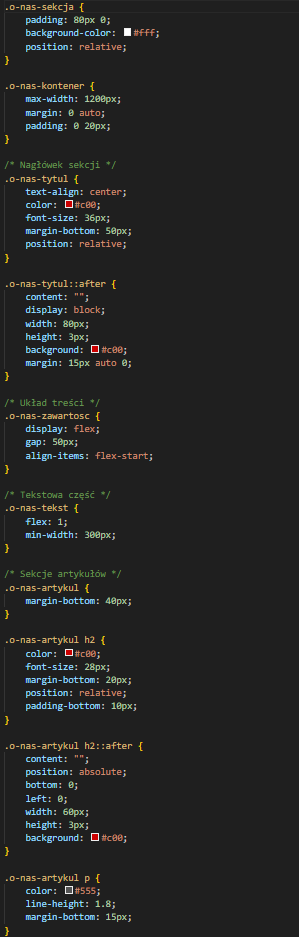 .o-nas-sekcja {
padding: 80px 0;
background-color: #fff;
position: relative;
}
.o-nas-kontener {
max-width: 1200px;
margin: 0 auto;
padding: 0 20px;
}
/* Nagłówek sekcji */
.o-nas-tytul {
text-align: center;
color: #c00;
font-size: 36px;
margin-bottom: 50px;
position: relative;
}
.o-nas-tytul::after {
content: "";
display: block;
width: 80px;
height: 3px;
background: #c00;
margin: 15px auto 0;
}
/* Układ treści */
.o-nas-zawartosc {
display: flex;
gap: 50px;
align-items: flex-start;
}
/* Tekstowa część */
.o-nas-tekst {
flex: 1;
min-width: 300px;
}
/* Sekcje artykułów */
.o-nas-artykul {
margin-bottom: 40px;
}
.o-nas-artykul h2 {
color: #c00;
font-size: 28px;
margin-bottom: 20px;
position: relative;
padding-bottom: 10px;
}
.o-nas-artykul h2::after {
content: "";
position: absolute;
bottom: 0;
left: 0;
width: 60px;
height: 3px;
background: #c00;
}
.o-nas-artykul p {
color: #555;
line-height: 1.8;
margin-bottom: 15px;
}